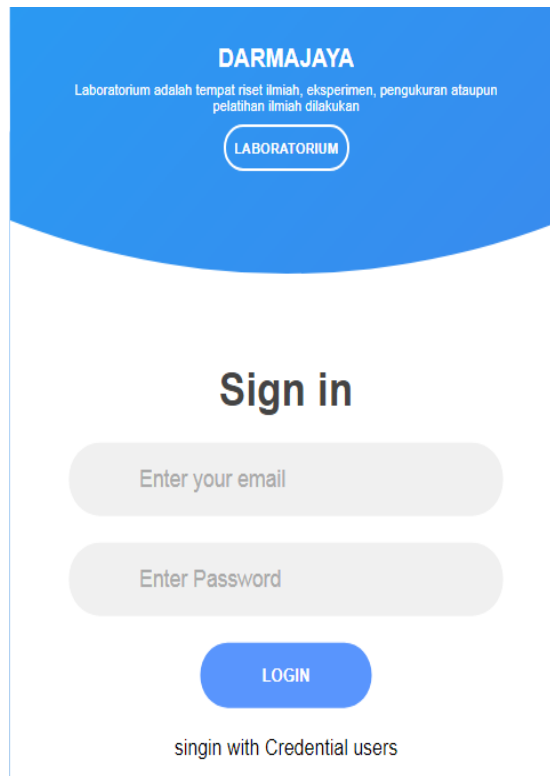 DARMAJAYA
Laboratorium adalah tempat riset ilmiah, eksperimen, pengukuran ataupun
pelatihan ilmiah dilakukan
LABORATORIUM
Sign in
Enter your email
Enter Password
LOGIN
singin with Credential users